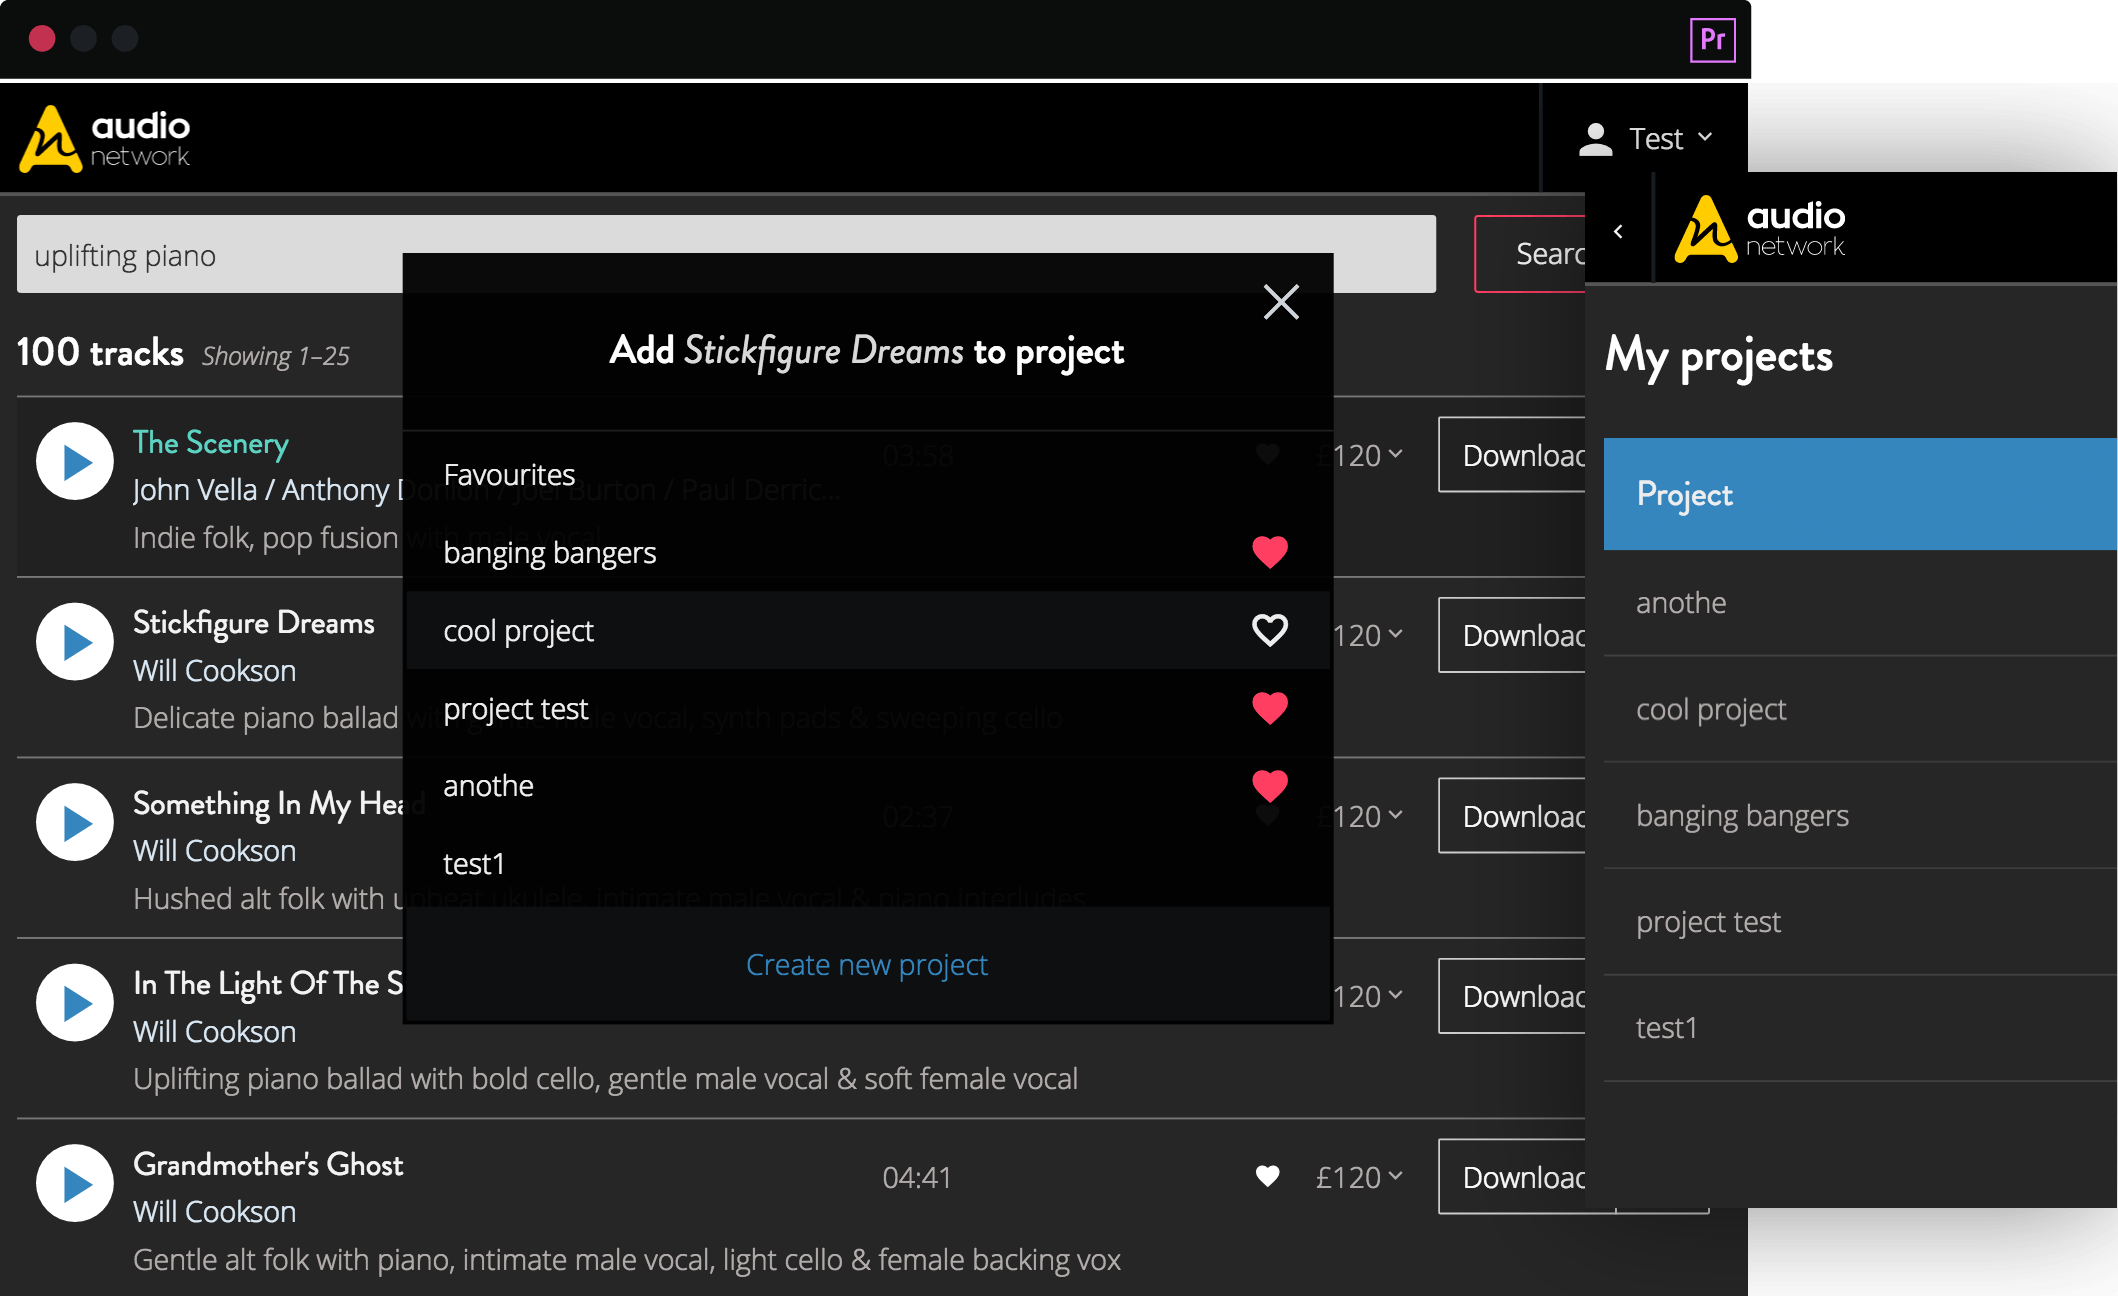 Pr
audio
network
Test
uplifting piano
Searc
100 tracks Showing 1–25
The Scenery
03:58
£120
Downloac
John Vella / Anthony Donlon / Joel Burton / Paul Derric...
Indie folk, pop fusion with male vocal
Stickfigure Dreams
120
Downloac
Will Cookson
Delicate piano ballad vocal, synth pads & sweeping cello
Something In My Head
02:37
£120
Downloac
Will Cookson
Hushed alt folk with upbeat ukulele, intimate male vocal & piano interludes
In The Light Of The S
120
Downloac
Will Cookson
Uplifting piano ballad with bold cello, gentle male vocal & soft female vocal
Grandmother's Ghost
04:41
£120
Downloac
Will Cookson
Gentle alt folk with piano, intimate male vocal, light cello & female backing vox
Add Stickfigure Dreams to project
Favourites
banging bangers
cool project
project test
anothe
test1
Create new project
audio
network
My projects
Project
anothe
cool project
banging bangers
project test
test1